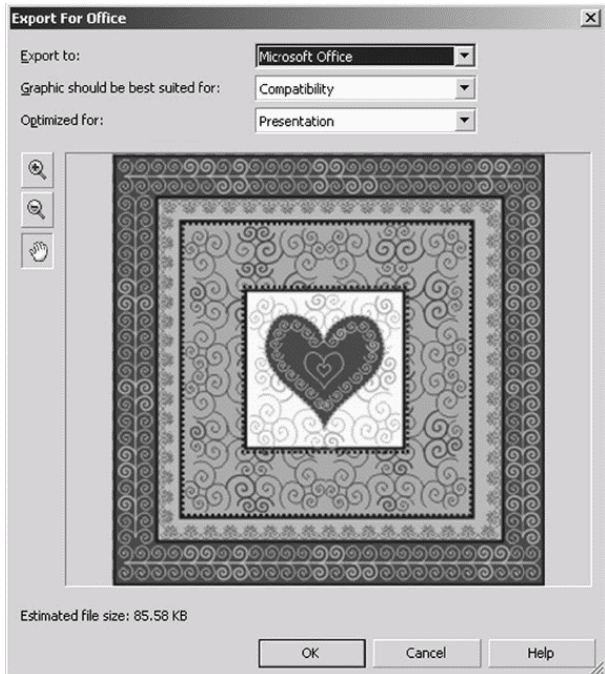 Export For Office
Export to: Microsoft Office
Graphic should be best suited for: Compatibility
Optimized for: Presentation
Estimated file size: 85.58 KB
OK Cancel Help